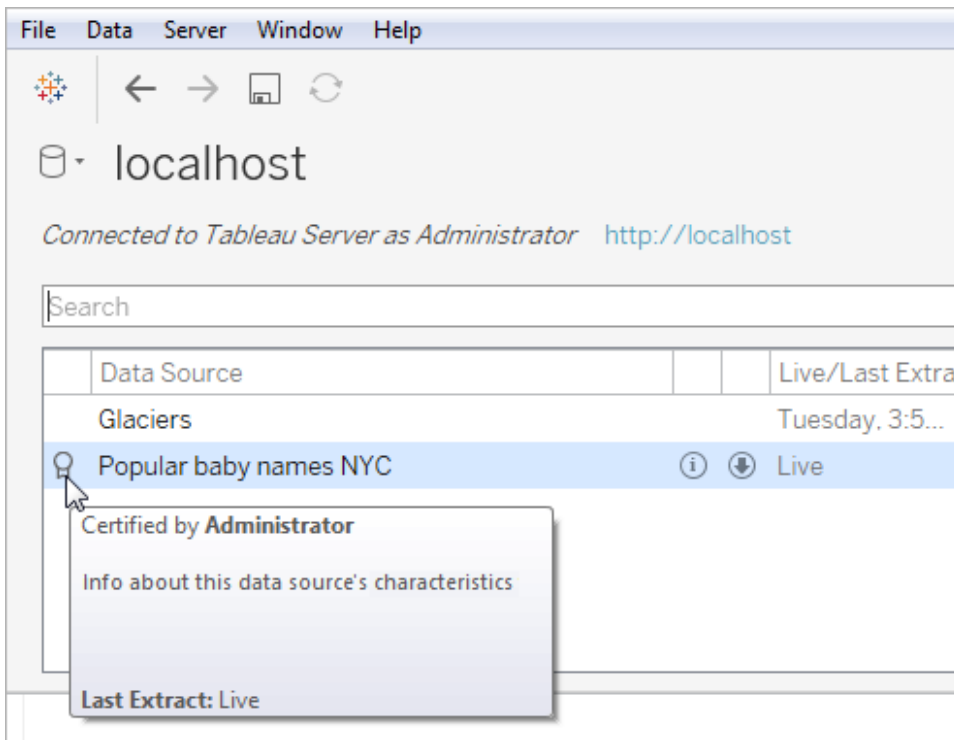 File Data Server Window Help
localhost
Connected to Tableau Server as Administrator http://localhost
Search
Data Source Live/Last Extra
Glaciers Tuesday, 3:5...
Popular baby names NYC Live
Certified by Administrator
Info about this data source's characteristics
Last Extract: Live